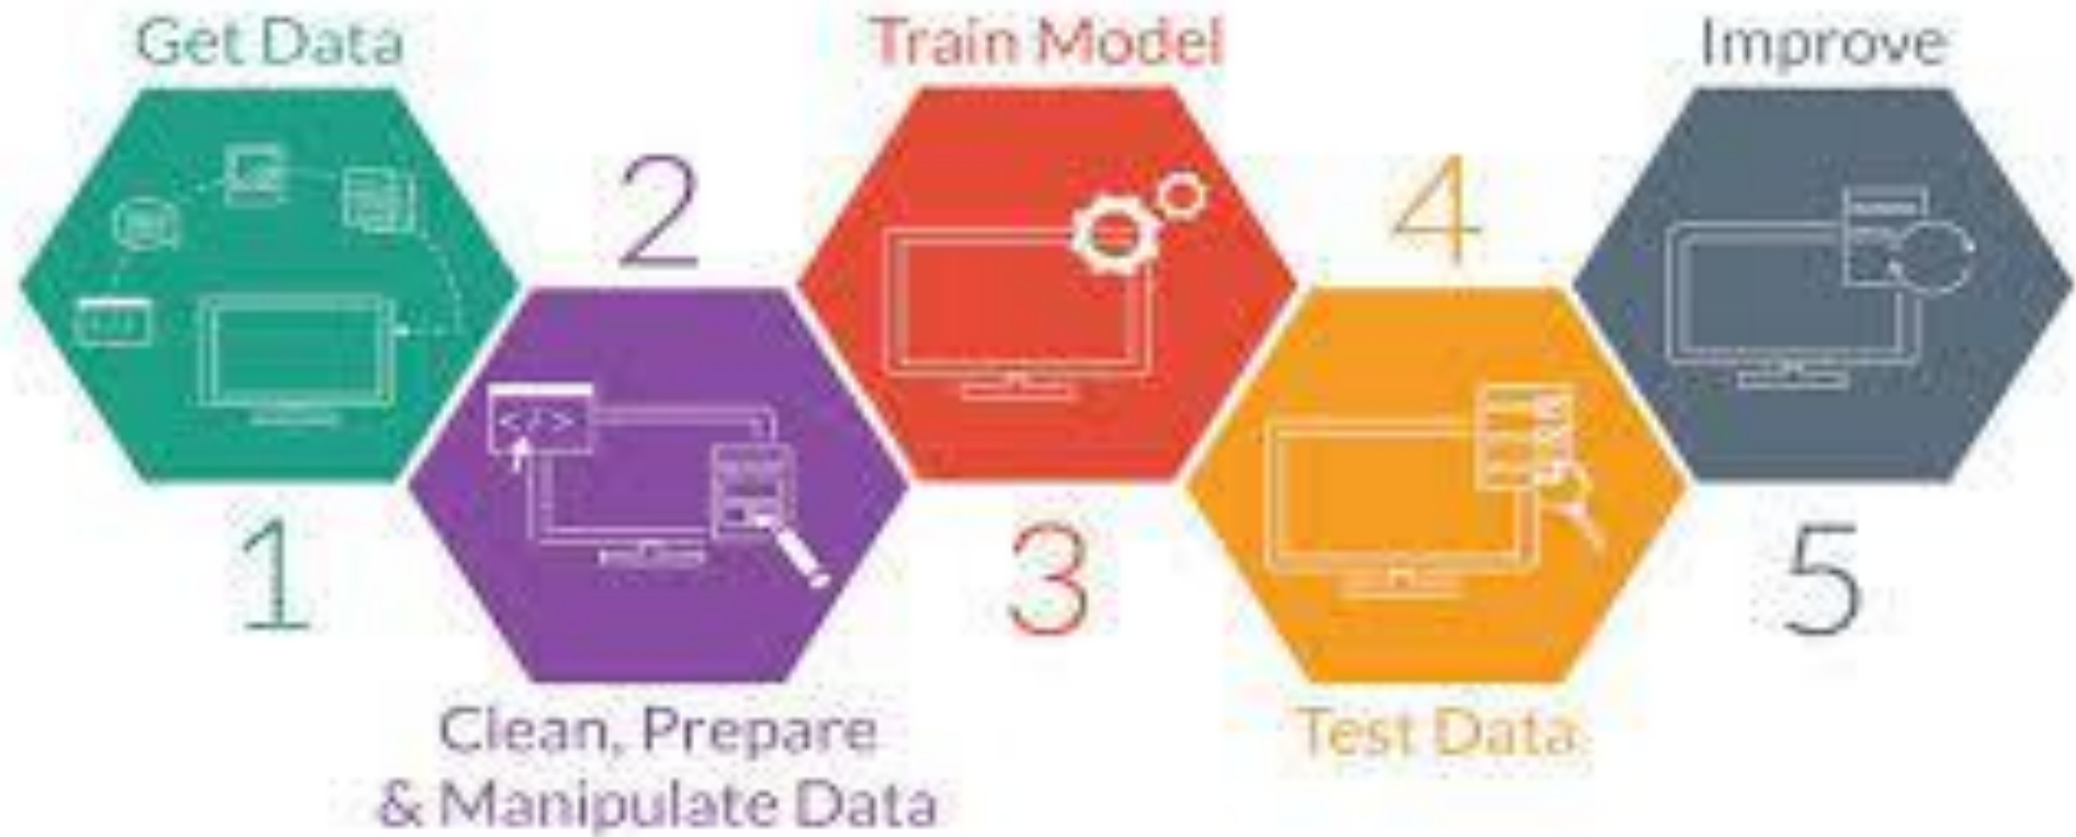 Get Data
1
2
Clean, Prepare
& Manipulate Data
Train Model
3
4
Test Data
Improve
5
</>